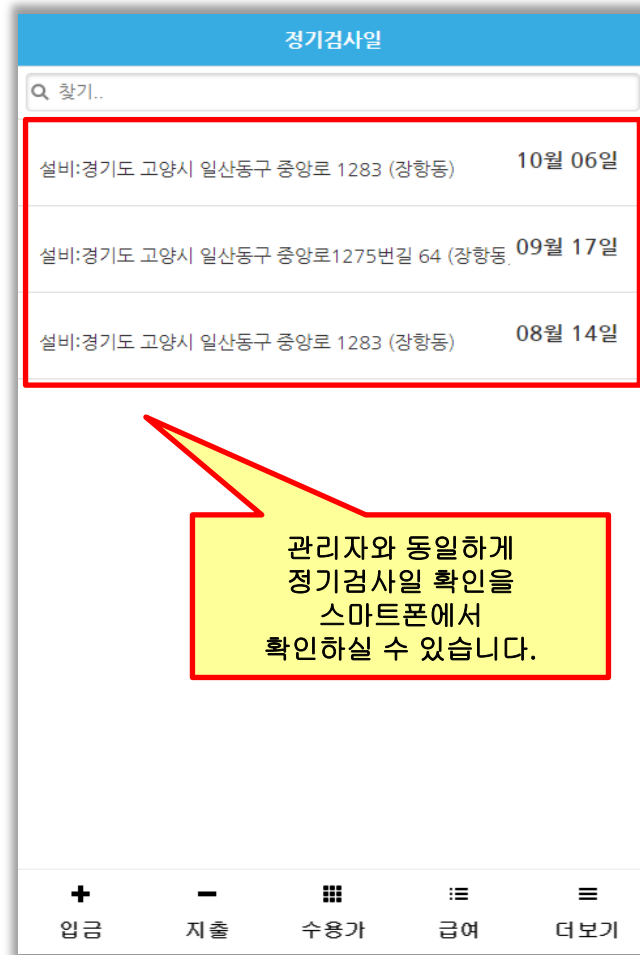 정기검사일
찾기..
설비:경기도 고양시 일산동구 중앙로 1283 (장항동)
10월 06일
설비:경기도 고양시 일산동구 중앙로1275번길 64 (장항동
09월 17일
설비:경기도 고양시 일산동구 중앙로 1283 (장항동)
08월 14일
관리자와 동일하게
정기검사일 확인을
스마트폰에서
확인하실 수 있습니다.
입금 지출 수용가 급여 더보기